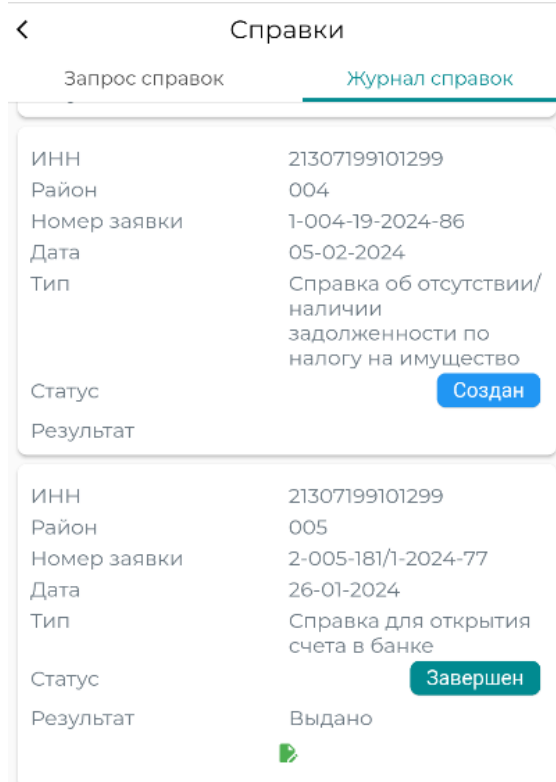 Справки
Запрос справок Журнал справок
ИНН 21307199101299
Район 004
Номер заявки 1-004-19-2024-86
Дата 05-02-2024
Тип Справка об отсутствии/
наличии
задолженности по
налогу на имущество
Статус Создан
Результат
ИНН 21307199101299
Район 005
Номер заявки 2-005-181/1-2024-77
Дата 26-01-2024
Тип Справка для открытия
счета в банке
Статус Завершен
Результат Выдано